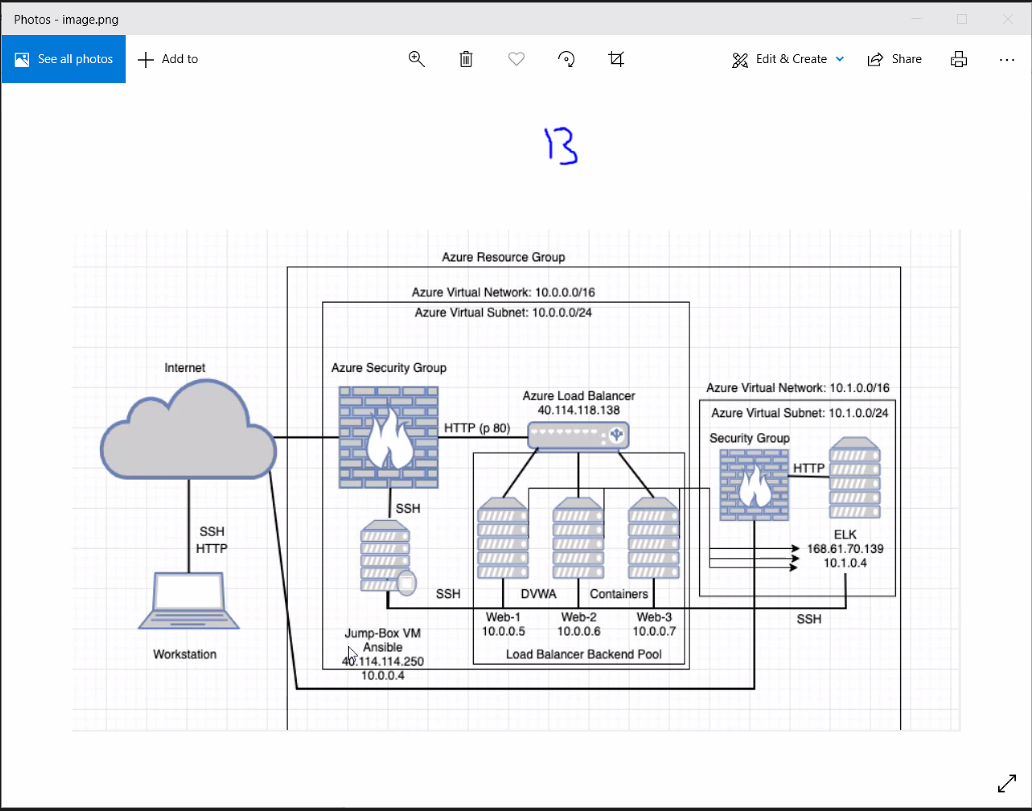 Photos - image.png
See all photos
Add to
Edit & Create
Share
13
Azure Resource Group
Azure Virtual Network: 10.0.0.0/16
Azure Virtual Subnet: 10.0.0.0/24
Internet
Azure Security Group
Azure Load Balancer
40.114.118.138
HTTP (p 80)
Azure Virtual Network: 10.1.0.0/16
Azure Virtual Subnet: 10.1.0.0/24
Security Group
HTTP
SSH
SSH
HTTP
ELK
168.61.70.139
10.1.0.4
SSH
DVWA
Containers
Web-1
10.0.0.5
Web-2
10.0.0.6
Web-3
10.0.0.7
SSH
Workstation
Jump-Box VM
Ansible
40.114.114.250
10.0.0.4
Load Balancer Backend Pool